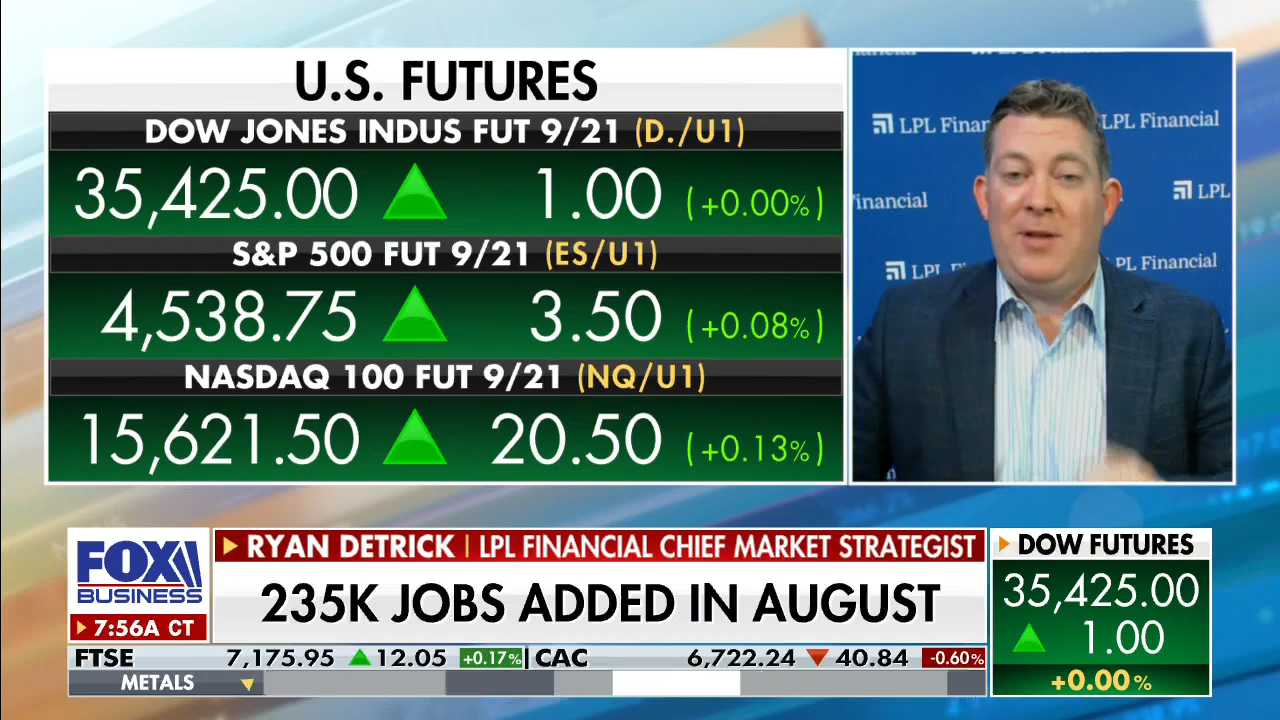 U.S. FUTURES
DOW JONES INDUS FUT 9/21 (D./U1)
35,425.00 1.00 (+0.00%)
S&P 500 FUT 9/21 (ES/U1)
4,538.75 3.50 (+0.08%)
NASDAQ 100 FUT 9/21 (NQ/U1)
15,621.50 20.50 (+0.13%)
LPL Financial
LPL Finan
LPL Financial
Financial
LPL
LPL Fi
LPL Financial
FOX
BUSINESS
7:56A CT
RYAN DETRICK | LPL FINANCIAL CHIEF MARKET STRATEGIST
235K JOBS ADDED IN AUGUST
DOW FUTURES
35,425.00
1.00
+0.00%
FTSE 7,175.95 12.05 +0.17% CAC 6,722.24 40.84 -0.60%
METALS